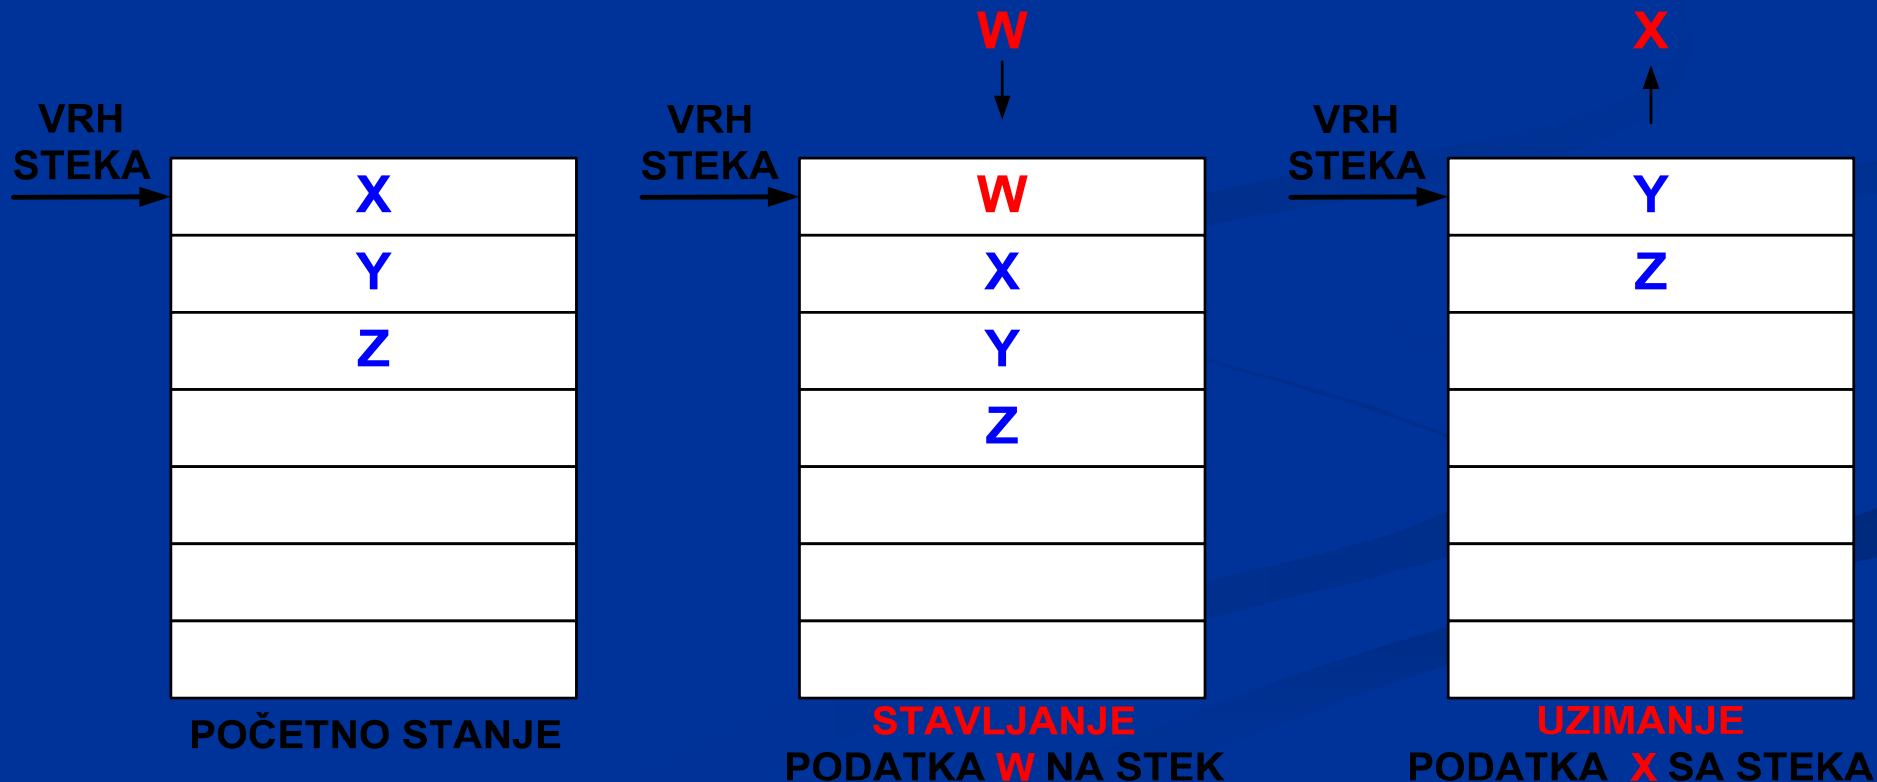 VRH
STEKA
X
Y
Z
POČETNO STANJE
W
VRH
STEKA
W
X
Y
Z
STAVLJANJE
PODATKA W NA STEK
X
VRH
STEKA
Y
Z
UZIMANJE
PODATKA X SA STEKA